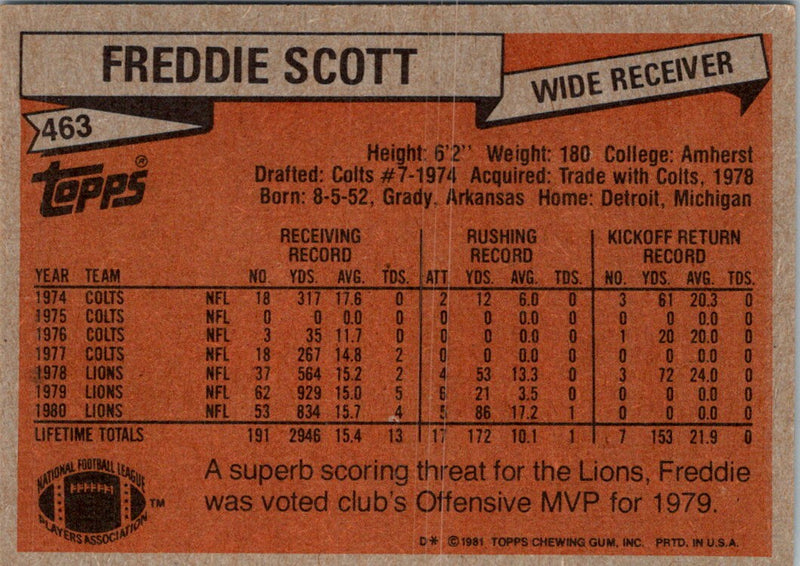 FREDDIE SCOTT
WIDE RECEIVER
463
Topps®
Height: 6'2" Weight: 180 College: Amherst
Drafted: Colts #7-1974 Acquired: Trade with Colts, 1978
Born: 8-5-52, Grady, Arkansas Home: Detroit, Michigan
RECEIVING RECORD RUSHING RECORD KICKOFF RETURN RECORD
YEAR TEAM NO. YDS. AVG. TDS. ATT YDS. AVG. TDS. NO. YDS. AVG. TDS.
1974 COLTS NFL 18 317 17.6 0 2 12 6.0 0 3 61 20.3 0
1975 COLTS NFL 0 0 0.0 0 0 0 0.0 0 0 0 0.0 0
1976 COLTS NFL 3 35 11.7 0 0 0 0.0 0 1 20 20.0 0
1977 COLTS NFL 18 267 14.8 2 0 0 0.0 0 0 0 0.0 0
1978 LIONS NFL 37 564 15.2 2 4 53 13.3 0 3 72 24.0 0
1979 LIONS NFL 62 929 15.0 5 6 21 3.5 0 0 0 0.0 0
1980 LIONS NFL 53 834 15.7 4 5 86 17.2 1 0 0 0.0 0
LIFETIME TOTALS 191 2946 15.4 13 17 172 10.1 1 7 153 21.9 0
NATIONAL FOOTBALL LEAGUE
PLAYERS ASSOCIATION
TM
A superb scoring threat for the Lions, Freddie
was voted club's Offensive MVP for 1979.
D* ©1981 TOPPS CHEWING GUM, INC. PRTD. IN U.S.A.